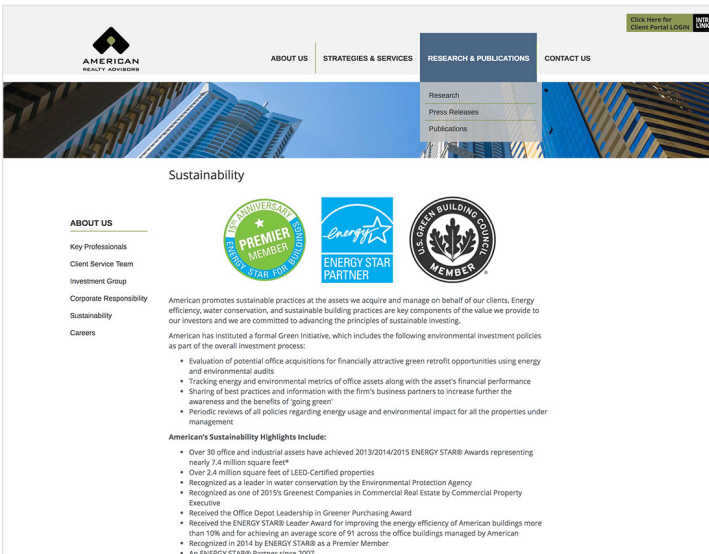 Click Here for
Client Portal LOGIN
INTR
LINK
AMERICAN
REALTY ADVISORS
ABOUT US
STRATEGIES & SERVICES
RESEARCH & PUBLICATIONS
CONTACT US
Research
Press Releases
Publications
Sustainability
ABOUT US
Key Professionals
Client Service Team
Investment Group
Corporate Responsibility
Sustainability
Careers
15th ANNIVERSARY
PREMIER
MEMBER
ENERGY STAR FOR BUILDINGS
energy
ENERGY STAR
PARTNER
U.S. GREEN BUILDING COUNCIL
MEMBER
American promotes sustainable practices at the assets we acquire and manage on behalf of our clients. Energy
efficiency, water conservation, and sustainable building practices are key components of the value we provide to
our investors and we are committed to advancing the principles of sustainable investing.
American has instituted a formal Green Initiative, which includes the following environmental investment policies
as part of the overall investment process:
• Evaluation of potential office acquisitions for financially attractive green retrofit opportunities using energy
and environmental audits
• Tracking energy and environmental metrics of office assets along with the asset's financial performance
• Sharing of best practices and information with the firm's business partners to increase further the
awareness and the benefits of 'going green'
• Periodic reviews of all policies regarding energy usage and environmental impact for all the properties under
management
American's Sustainability Highlights Include:
• Over 30 office and industrial assets have achieved 2013/2014/2015 ENERGY STAR® Awards representing
nearly 7.4 million square feet*
• Over 2.4 million square feet of LEED-Certified properties
• Recognized as a leader in water conservation by the Environmental Protection Agency
• Recognized as one of 2015's Greenest Companies in Commercial Real Estate by Commercial Property
Executive
• Received the Office Depot Leadership in Greener Purchasing Award
• Received the ENERGY STAR® Leader Award for improving the energy efficiency of American buildings more
than 10% and for achieving an average score of 91 across the office buildings managed by American
• Recognized in 2014 by ENERGY STAR® as a Premier Member
• An ENERGY STAR® Partner since 2007